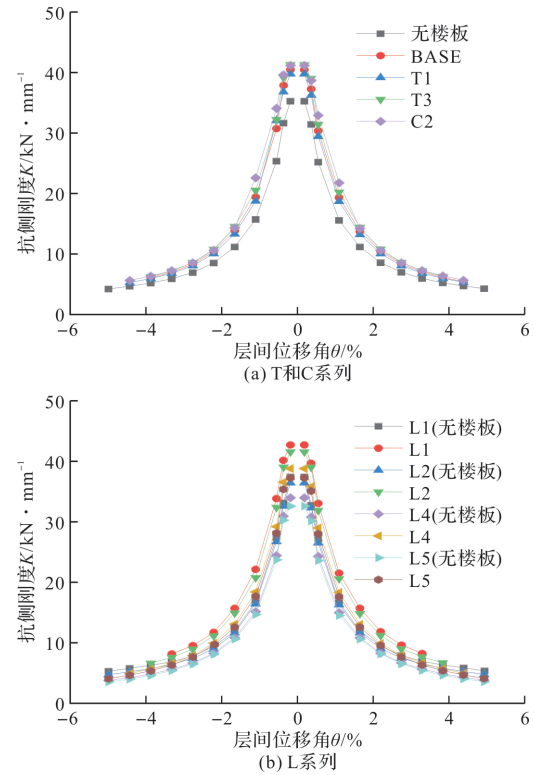 50
40
30
20
10
0
−6
−4
−2
0
2
4
6
抗侧刚度K/kN·mm⁻¹
层间位移角θ/%
无楼板
BASE
T1
T3
C2
(a) T和C系列
50
40
30
20
10
0
−6
−4
−2
0
2
4
6
抗侧刚度K/kN·mm⁻¹
层间位移角θ/%
L1(无楼板)
L1
L2(无楼板)
L2
L4(无楼板)
L4
L5(无楼板)
L5
(b) L系列